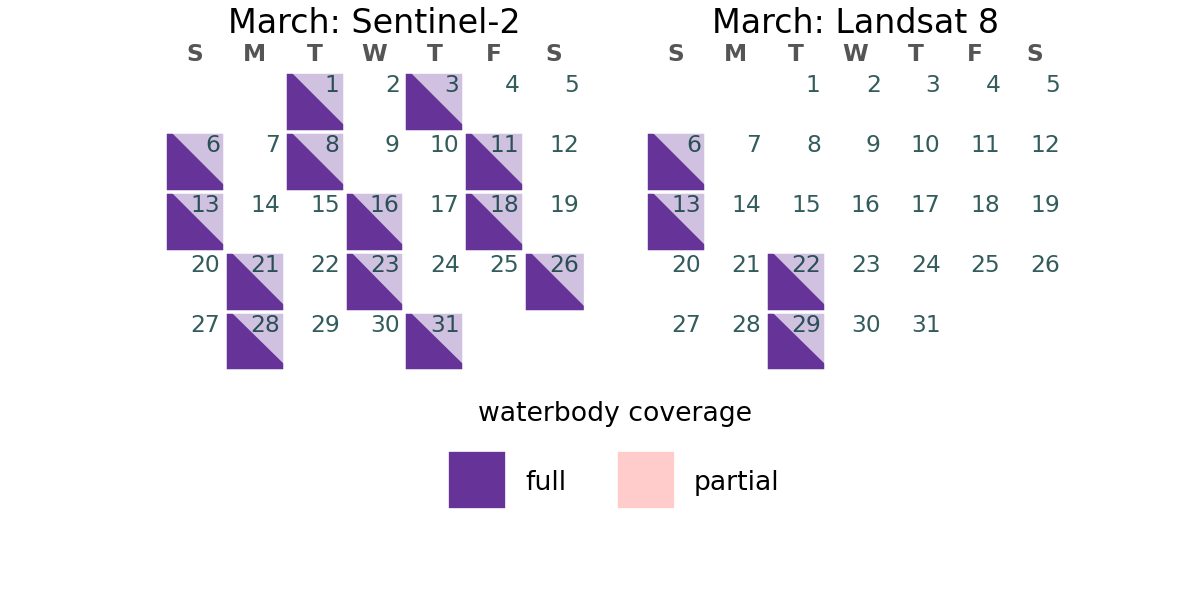 March: Sentinel-2
S M T W T F S
1 2 3 4 5
6 7 8 9 10 11 12
13 14 15 16 17 18 19
20 21 22 23 24 25 26
27 28 29 30 31
March: Landsat 8
S M T W T F S
1 2 3 4 5
6 7 8 9 10 11 12
13 14 15 16 17 18 19
20 21 22 23 24 25 26
27 28 29 30 31
waterbody coverage
full partial